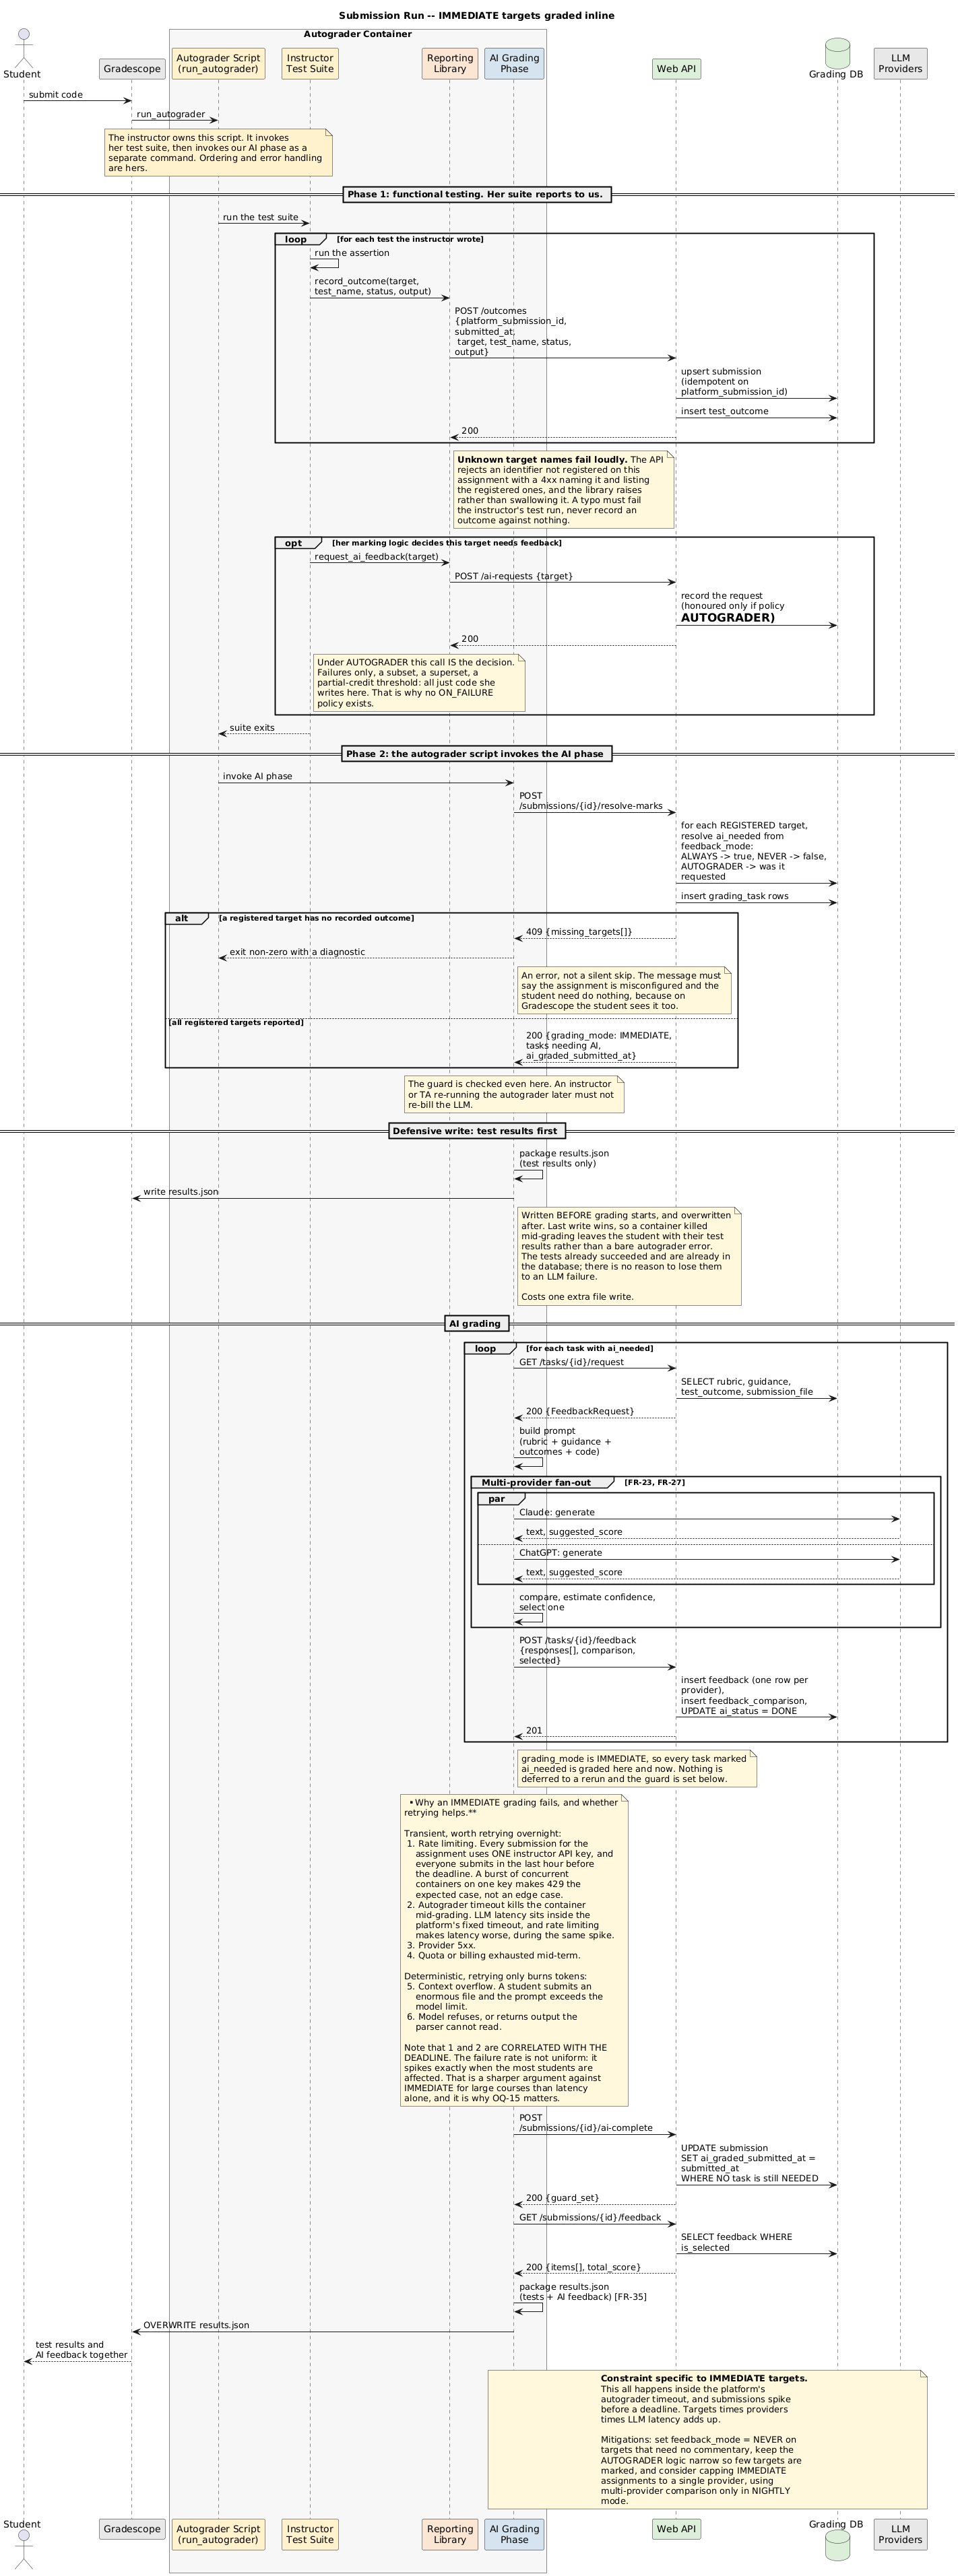 Submission Run -- IMMEDIATE targets graded inline
Autograder Container
Student
Gradescope
Autograder Script
(run_autograder)
Instructor
Test Suite
Reporting
Library
AI Grading
Phase
Web API
Grading DB
LLM
Providers
submit code
run_autograder
The instructor owns this script. It invokes
her test suite, then invokes our AI phase as a
separate command. Ordering and error handling
are hers.
Phase 1: functional testing. Her suite reports to us.
run the test suite
loop [for each test the instructor wrote]
run the assertion
record_outcome(target,
test_name, status, output)
POST /outcomes
{platform_submission_id,
submitted_at,
target, test_name, status,
output}
upsert submission
(idempotent on
platform_submission_id)
insert test_outcome
200
Unknown target names fail loudly. The API
rejects an identifier not registered on this
assignment with a 4xx naming it and listing
the registered ones, and the library raises
rather than swallowing it. A typo must fail
the instructor's test run, never record an
outcome against nothing.
opt [her marking logic decides this target needs feedback]
request_ai_feedback(target)
POST /ai-requests {target}
record the request
(honoured only if policy
AUTOGRADER)
200
Under AUTOGRADER this call IS the decision.
Failures only, a subset, a superset, a
partial-credit threshold: all just code she
writes here. That is why no ON_FAILURE
policy exists.
suite exits
Phase 2: the autograder script invokes the AI phase
invoke AI phase
POST
/submissions/{id}/resolve-marks
for each REGISTERED target,
resolve ai_needed from
feedback_mode:
ALWAYS -> true, NEVER -> false,
AUTOGRADER -> was it
requested
insert grading_task rows
alt [a registered target has no recorded outcome]
409 {missing_targets[]}
exit non-zero with a diagnostic
An error, not a silent skip. The message must
say the assignment is misconfigured and the
student need do nothing, because on
Gradescope the student sees it too.
[all registered targets reported]
200 {grading_mode: IMMEDIATE,
tasks needing AI,
ai_graded_submitted_at}
The guard is checked even here. An instructor
or TA re-running the autograder later must not
re-bill the LLM.
Defensive write: test results first
package results.json
(test results only)
write results.json
Written BEFORE grading starts, and overwritten
after. Last write wins, so a container killed
mid-grading leaves the student with their test
results rather than a bare autograder error.
The tests already succeeded and are already in
the database; there is no reason to lose them
to an LLM failure.
Costs one extra file write.
AI grading
loop [for each task with ai_needed]
GET /tasks/{id}/request
SELECT rubric, guidance,
test_outcome, submission_file
200 {FeedbackRequest}
build prompt
(rubric + guidance +
outcomes + code)
Multi-provider fan-out [FR-23, FR-27]
par
Claude: generate
text, suggested_score
ChatGPT: generate
text, suggested_score
compare, estimate confidence,
select one
POST /tasks/{id}/feedback
{responses[], comparison,
selected}
insert feedback (one row per
provider),
insert feedback_comparison,
UPDATE ai_status = DONE
201
grading_mode is IMMEDIATE, so every task marked
ai_needed is graded here and now. Nothing is
deferred to a rerun and the guard is set below.
• Why an IMMEDIATE grading fails, and whether
retrying helps.**
Transient, worth retrying overnight:
1. Rate limiting. Every submission for the
assignment uses ONE instructor API key, and
everyone submits in the last hour before
the deadline. A burst of concurrent
containers on one key makes 429 the
expected case, not an edge case.
2. Autograder timeout kills the container
mid-grading. LLM latency sits inside the
platform's fixed timeout, and rate limiting
makes latency worse, during the same spike.
3. Provider 5xx.
4. Quota or billing exhausted mid-term.
Deterministic, retrying only burns tokens:
5. Context overflow. A student submits an
enormous file and the prompt exceeds the
model limit.
6. Model refuses, or returns output the
parser cannot read.
Note that 1 and 2 are CORRELATED WITH THE
DEADLINE. The failure rate is not uniform: it
spikes exactly when the most students are
affected. That is a sharper argument against
IMMEDIATE for large courses than latency
alone, and it is why OQ-15 matters.
POST
/submissions/{id}/ai-complete
UPDATE submission
SET ai_graded_submitted_at =
submitted_at
WHERE NO task is still NEEDED
200 {guard_set}
GET /submissions/{id}/feedback
SELECT feedback WHERE
is_selected
200 {items[], total_score}
package results.json
(tests + AI feedback) [FR-35]
OVERWRITE results.json
test results and
AI feedback together
Constraint specific to IMMEDIATE targets.
This all happens inside the platform's
autograder timeout, and submissions spike
before a deadline. Targets times providers
times LLM latency adds up.
Mitigations: set feedback_mode = NEVER on
targets that need no commentary, keep the
AUTOGRADER logic narrow so few targets are
marked, and consider capping IMMEDIATE
assignments to a single provider, using
multi-provider comparison only in NIGHTLY
mode.
Student
Gradescope
Autograder Script
(run_autograder)
Instructor
Test Suite
Reporting
Library
AI Grading
Phase
Web API
Grading DB
LLM
Providers